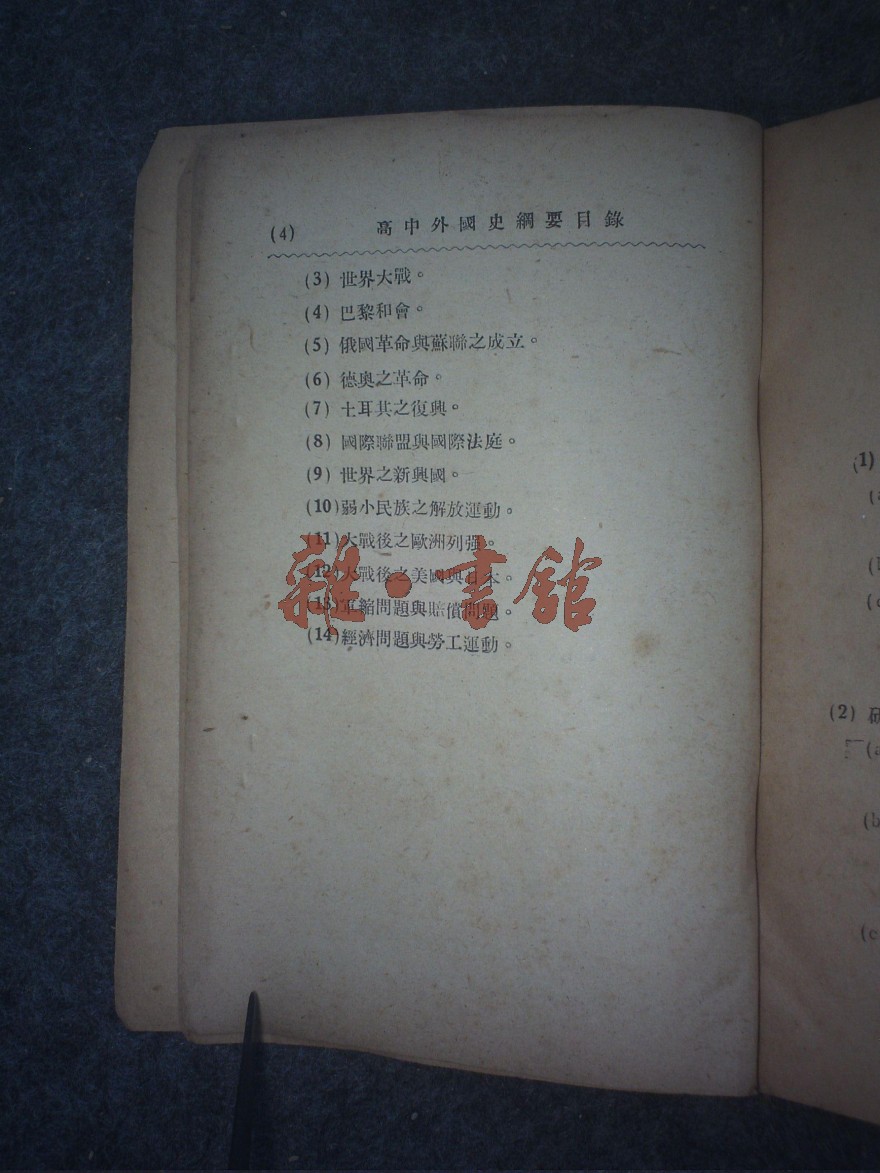 (4) 高中外國史綱要目錄
(3) 世界大戰。
(4) 巴黎和會。
(5) 俄國革命與蘇聯之成立。
(6) 德奥之革命。
(7) 土耳其之復興。
(8) 國際聯盟與國際法庭。
(9) 世界之新興國。
(10) 弱小民族之解放運動。
(11) 大戰後之歐洲列强。
(12) 大戰後之美國與日本。
(13) 軍縮問題與賠償問題。
(14) 經濟問題與勞工運動。
雜·書館
(1)
(2) 研
(a
(b
(c